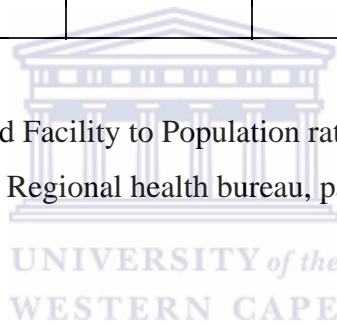 d Facility to Population rat
Regional health bureau, p
UNIVERSITY of the
WESTERN CAPE